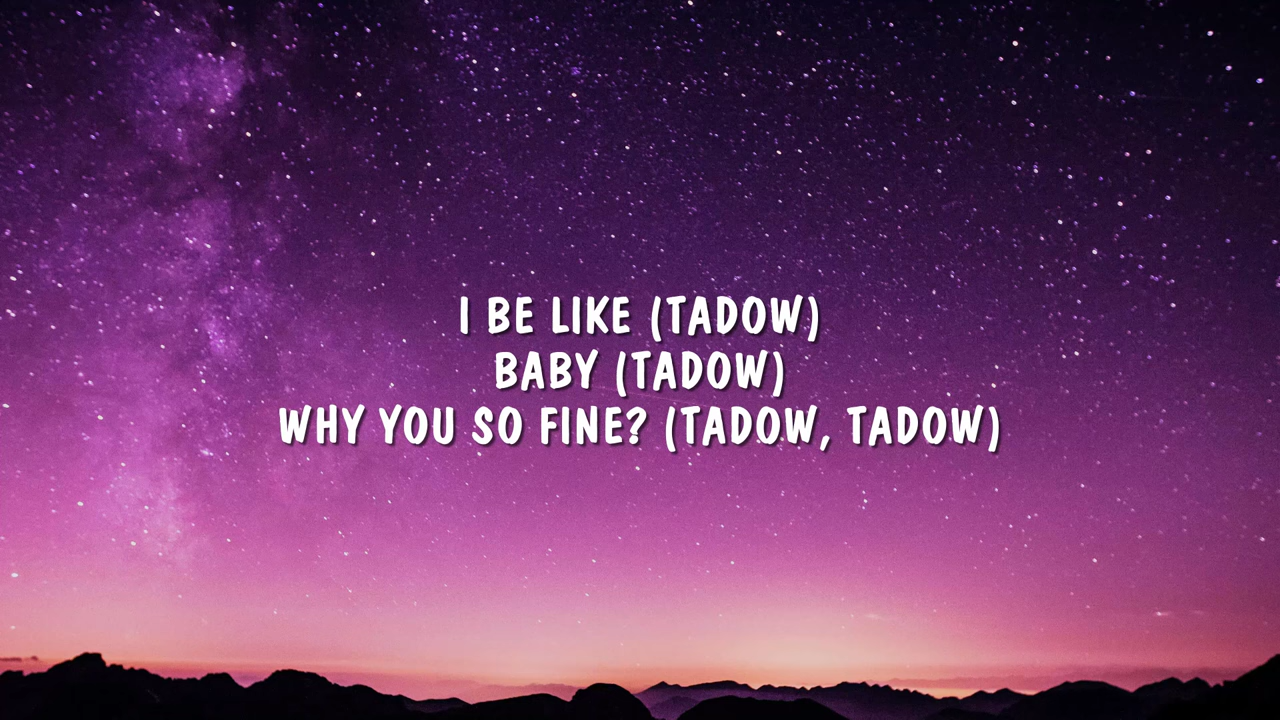 I BE LIKE (TADOW)
BABY (TADOW)
WHY YOU SO FINE? (TADOW, TADOW)